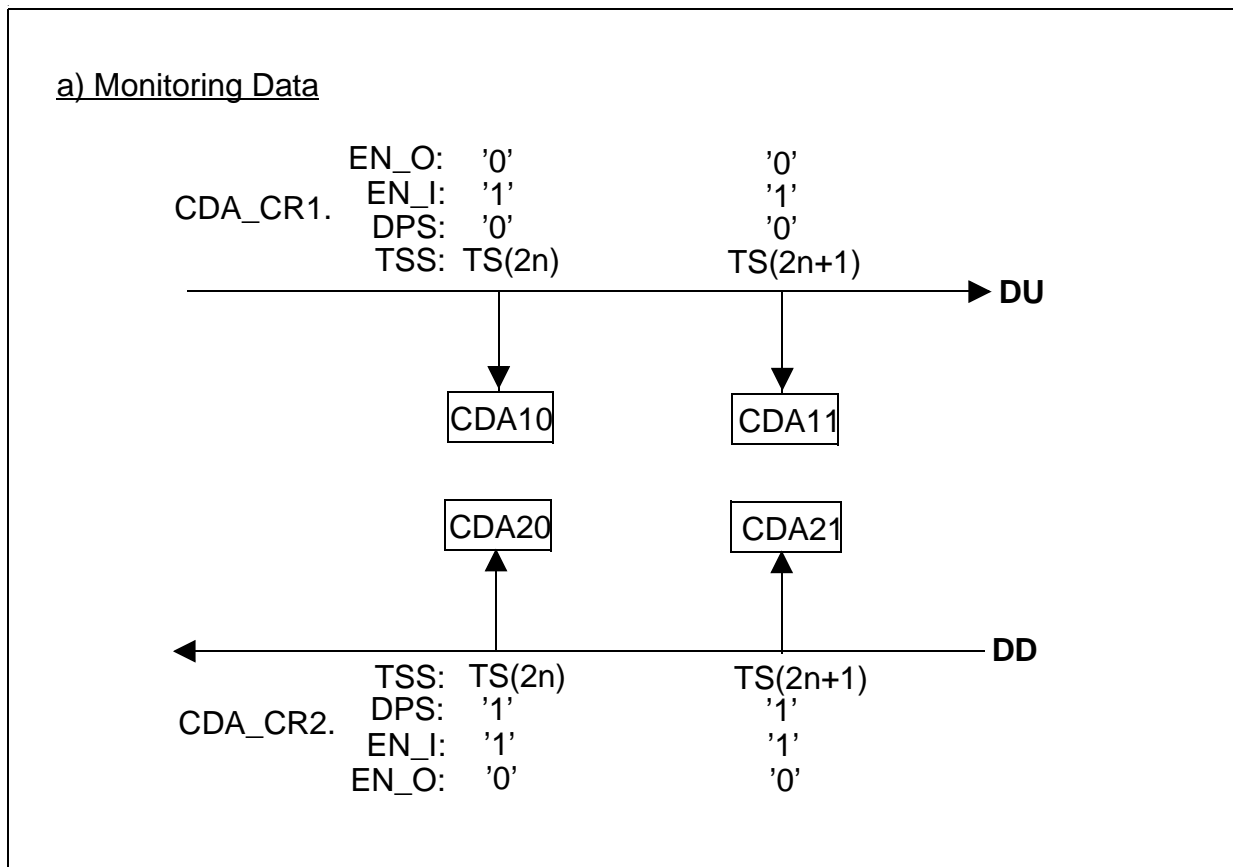 a) Monitoring Data
EN_O: ’0’ ’0’
EN_I: ’1’ ’1’
CDA_CR1.
DPS: ’0’ ’0’
TSS: TS(2n) TS(2n+1)
DU
CDA10 CDA11
CDA20 CDA21
DD
TSS: TS(2n) TS(2n+1)
DPS: ’1’ ’1’
CDA_CR2.
EN_I: ’1’ ’1’
EN_O: ’0’ ’0’